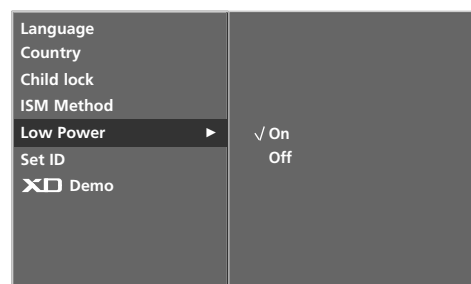 Language
Country
Child lock
ISM Method
Low Power ►
Set ID
XD Demo
√ On
Off